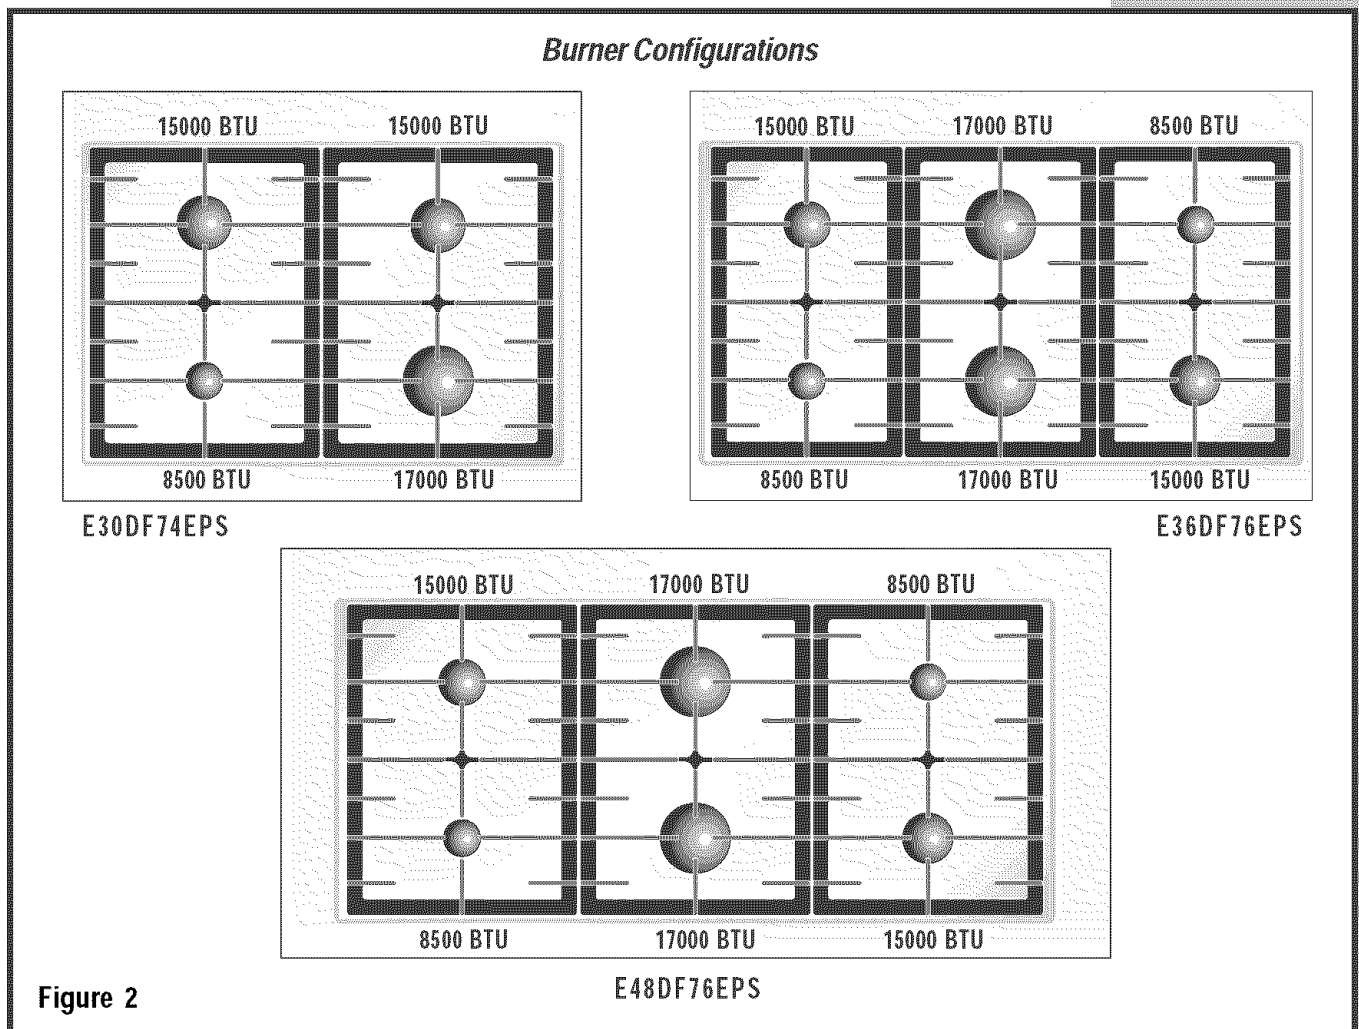 Burner Configurations
15000 BTU 15000 BTU
8500 BTU 17000 BTU
E30DF74EPS
15000 BTU 17000 BTU 8500 BTU
8500 BTU 17000 BTU 15000 BTU
E36DF76EPS
15000 BTU 17000 BTU 8500 BTU
8500 BTU 17000 BTU 15000 BTU
E48DF76EPS
Figure 2